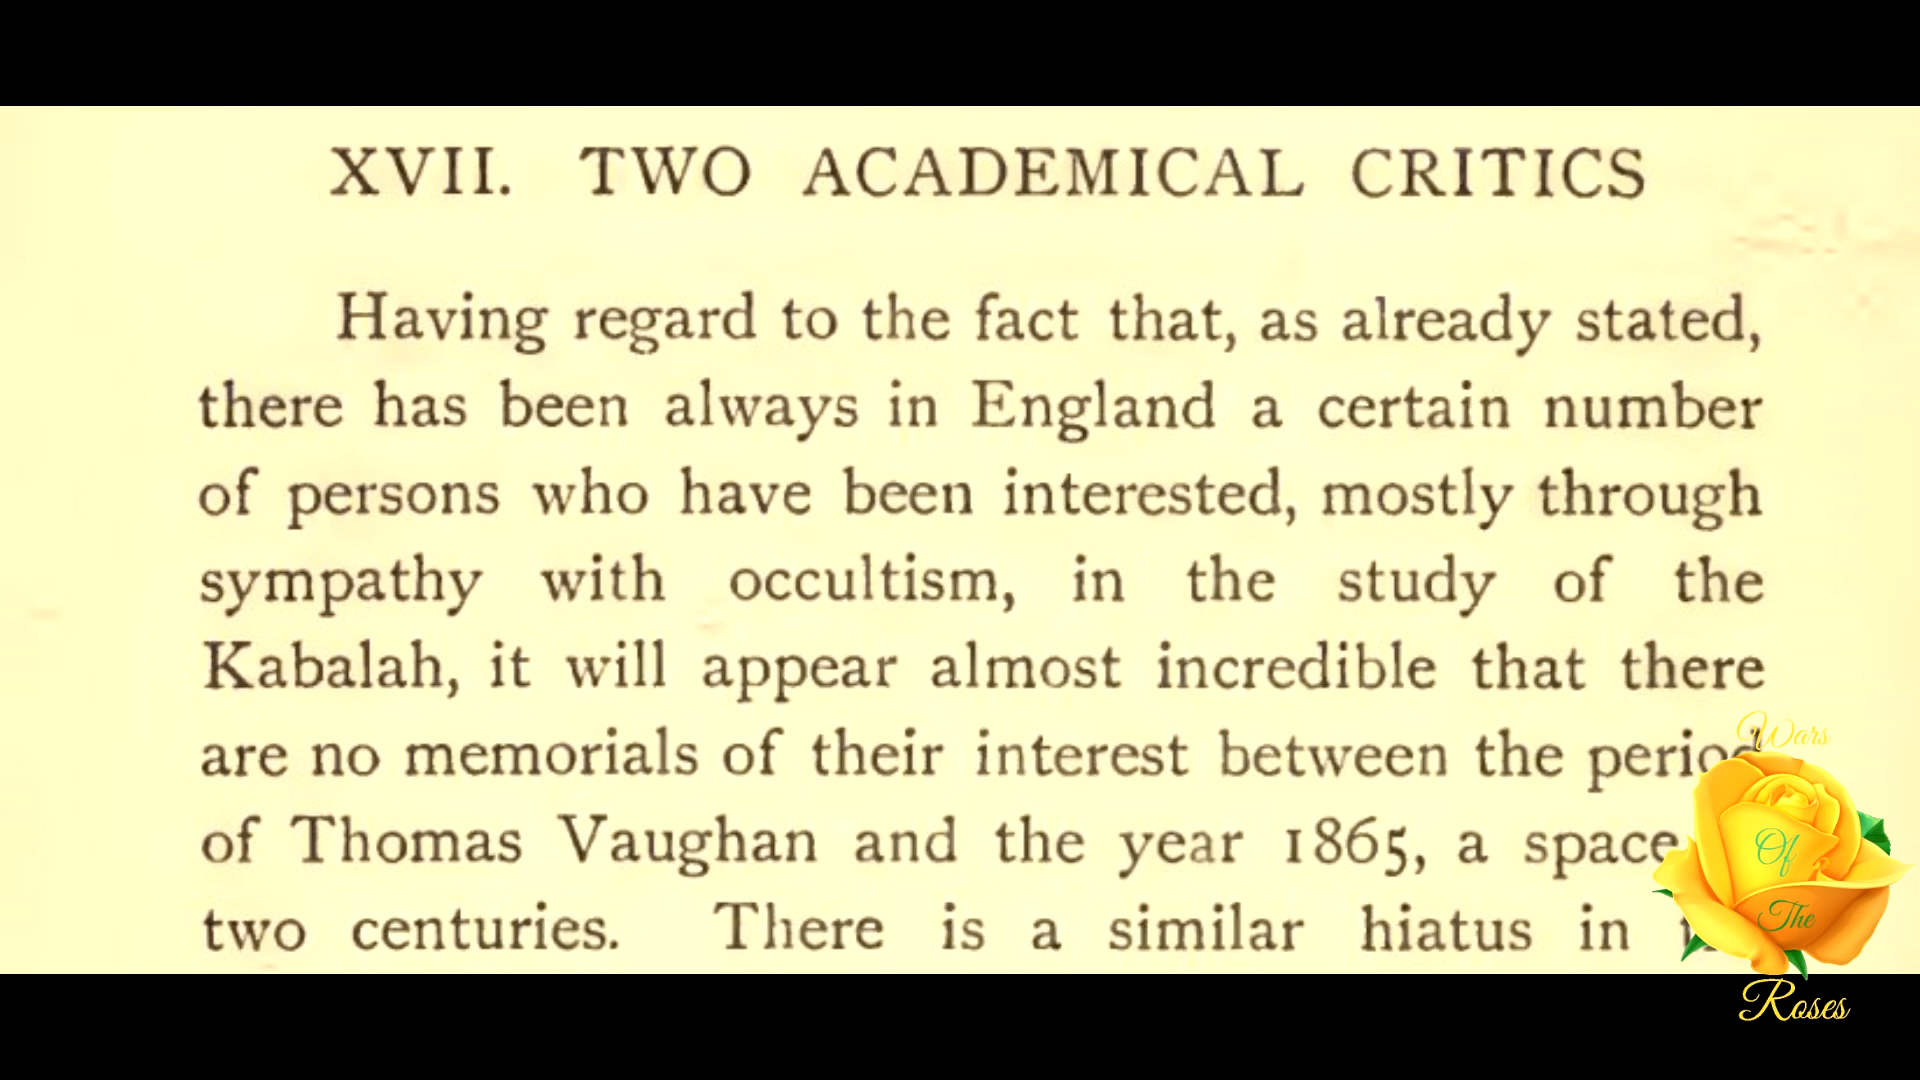 XVII. TWO ACADEMICAL CRITICS
Having regard to the fact that, as already stated,
there has been always in England a certain number
of persons who have been interested, mostly through
sympathy with occultism, in the study of the
Kabalah, it will appear almost incredible that there
are no memorials of their interest between the period
of Thomas Vaughan and the year 1865, a space
two centuries. There is a similar hiatus in
Wars
Of
The
Roses